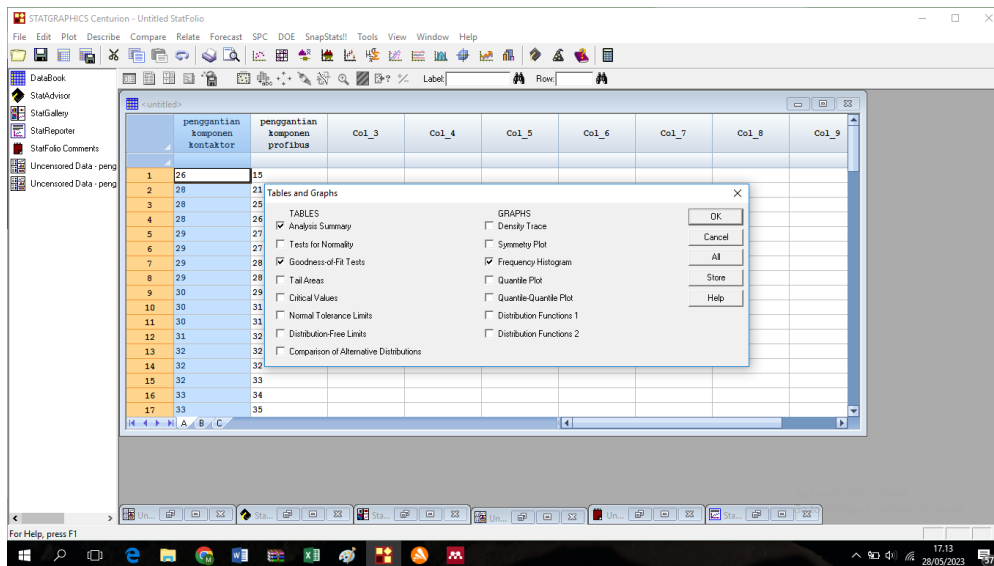 STATGRAPHICS Centurion - Untitled StatFolio
File Edit Plot Describe Compare Relate Forecast SPC DOE SnapStats!! Tools View Window Help
Label: Row:
DataBook
StatAdvisor
StatGallery
StatReporter
StatFolio Comments
Uncensored Data - peng
Uncensored Data - peng
<untitled>
penggantian komponen kontaktor
penggantian komponen profibus
Col_3 Col_4 Col_5 Col_6 Col_7 Col_8 Col_9
1 26 15
2 28 21
3 28 25
4 28 26
5 29 27
6 29 27
7 29 28
8 29 28
9 30 29
10 30 31
11 30 31
12 31 32
13 32 32
14 32 32
15 32 33
16 33 34
17 33 35
A B C
Tables and Graphs
TABLES
Analysis Summary
Tests for Normality
Goodness-of-Fit Tests
Tail Areas
Critical Values
Normal Tolerance Limits
Distribution-Free Limits
Comparison of Alternative Distributions
GRAPHS
Density Trace
Symmetry Plot
Frequency Histogram
Quantile Plot
Quantile-Quantile Plot
Distribution Functions 1
Distribution Functions 2
OK
Cancel
All
Store
Help
Un... Sta... Sta... Un... Un... Sta...
For Help, press F1
17.13
28/05/2023
57